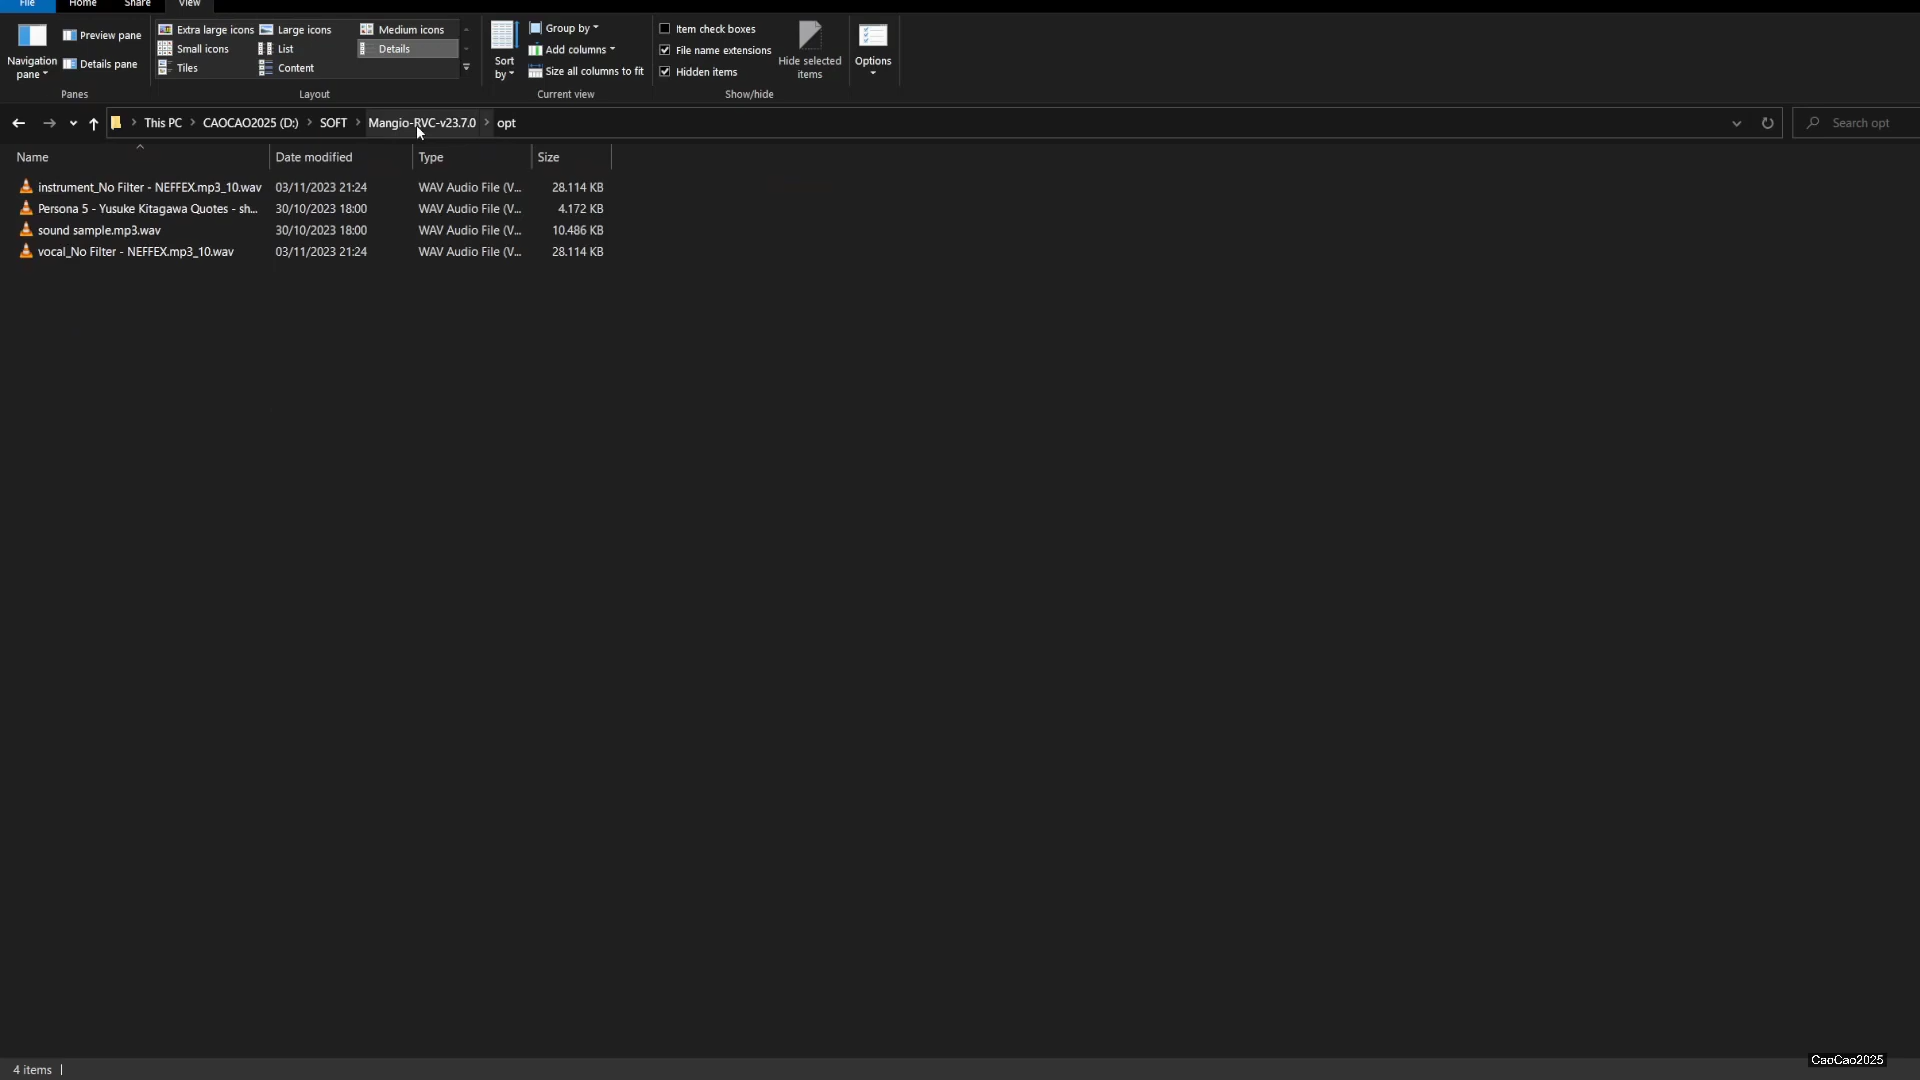 File Home Share View
Navigation pane
Preview pane
Details pane
Panes
Extra large icons Large icons Medium icons
Small icons List Details
Tiles Content
Layout
Sort by
Group by
Add columns
Size all columns to fit
Current view
Item check boxes
File name extensions
Hidden items
Hide selected items
Show/hide
Options
This PC CAOCAO2025 (D:) SOFT Mangio-RVC-v23.7.0 opt
Search opt
Name Date modified Type Size
instrument_No Filter - NEFFEX.mp3_10.wav 03/11/2023 21:24 WAV Audio File (V... 28.114 KB
Persona 5 - Yusuke Kitagawa Quotes - sh... 30/10/2023 18:00 WAV Audio File (V... 4.172 KB
sound sample.mp3.wav 30/10/2023 18:00 WAV Audio File (V... 10.486 KB
vocal_No Filter - NEFFEX.mp3_10.wav 03/11/2023 21:24 WAV Audio File (V... 28.114 KB
4 items
CaoCao2025